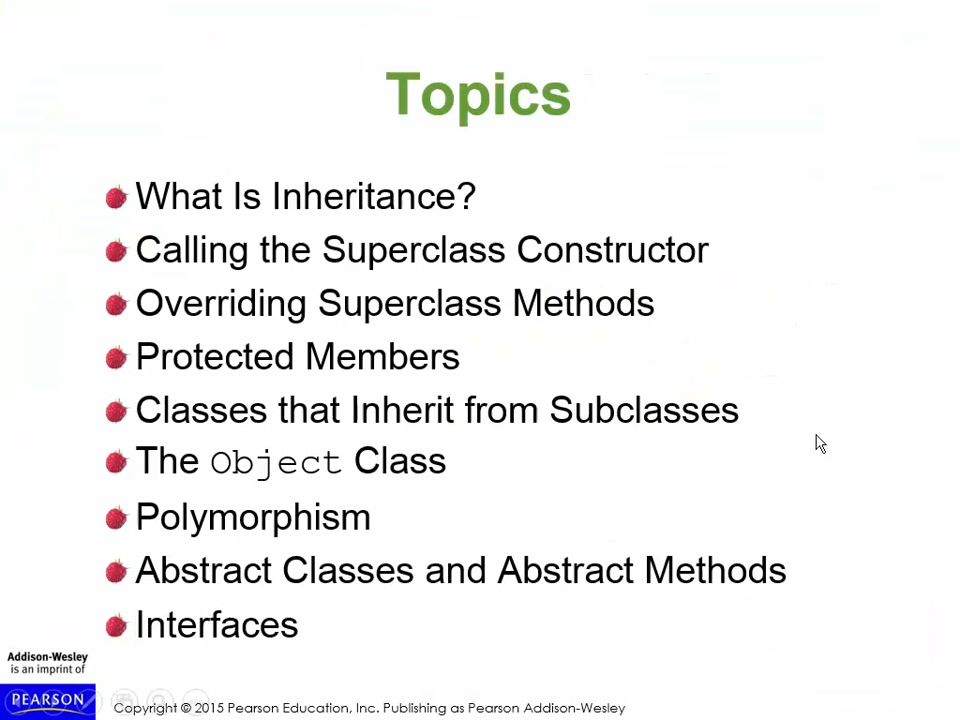 Topics
What Is Inheritance?
Calling the Superclass Constructor
Overriding Superclass Methods
Protected Members
Classes that Inherit from Subclasses
The Object Class
Polymorphism
Abstract Classes and Abstract Methods
Interfaces
Addison-Wesley
is an imprint of
PEARSON
Copyright © 2015 Pearson Education, Inc. Publishing as Pearson Addison-Wesley